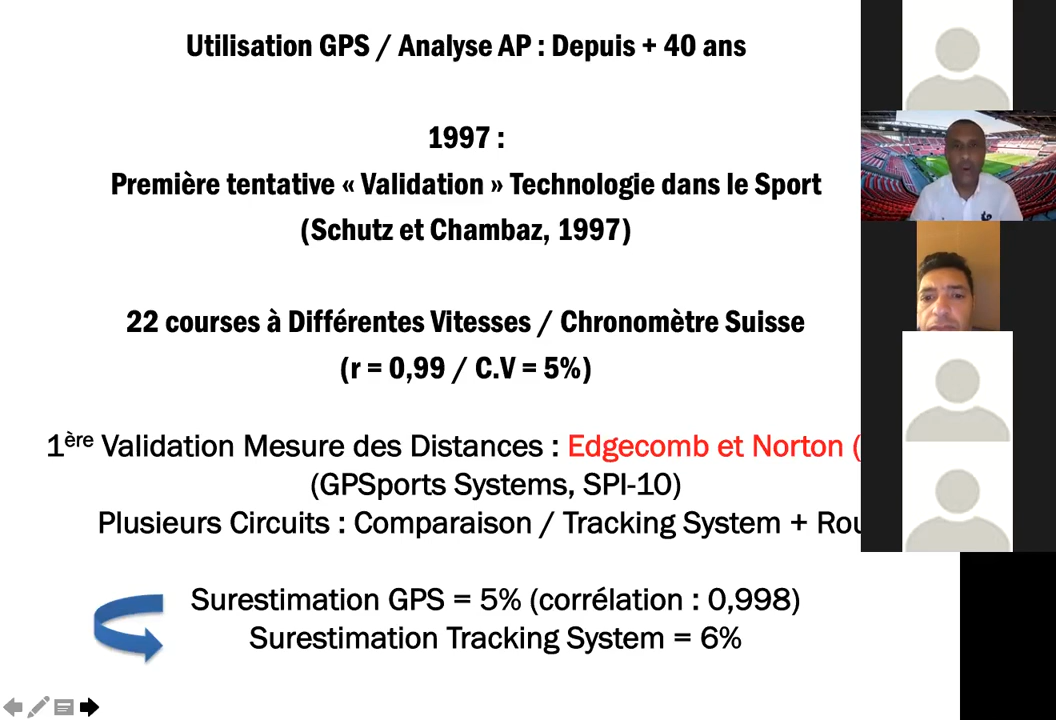 Utilisation GPS / Analyse AP : Depuis + 40 ans
1997 :
Première tentative « Validation » Technologie dans le Sport
(Schutz et Chambaz, 1997)
22 courses à Différentes Vitesses / Chronomètre Suisse
(r = 0,99 / C.V = 5%)
1ère Validation Mesure des Distances : Edgecomb et Norton (
(GPSports Systems, SPI-10)
Plusieurs Circuits : Comparaison / Tracking System +
Surestimation GPS = 5% (corrélation : 0,998)
Surestimation Tracking System = 6%